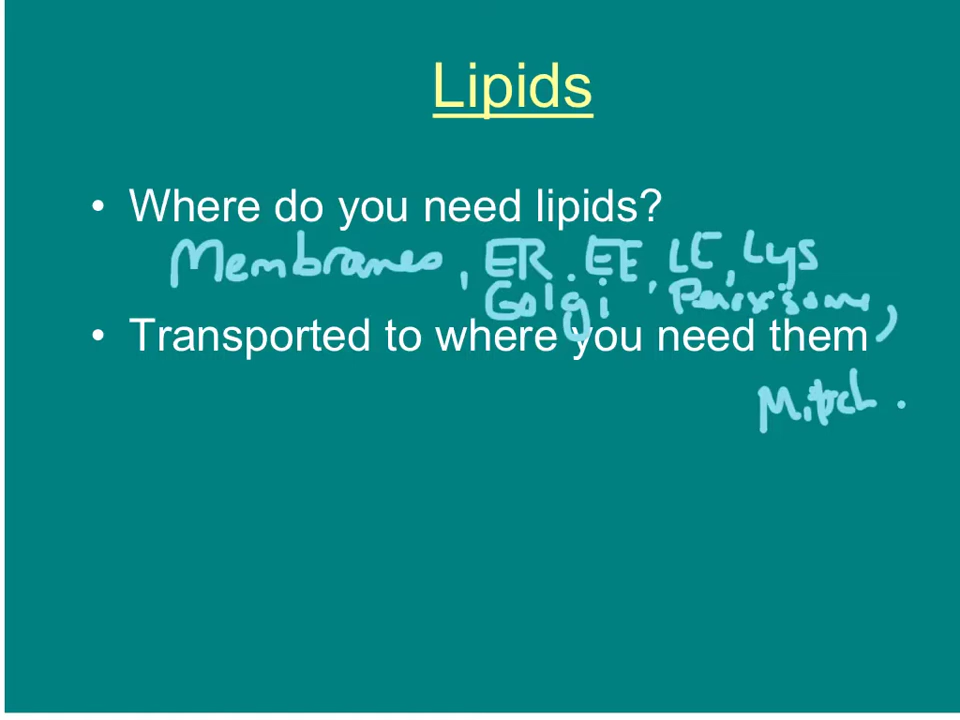 Lipids
• Where do you need lipids?
Membranes, ER. EE, LE, Lys
Golgi Peroxisome,
• Transported to where you need them
Mitoch.